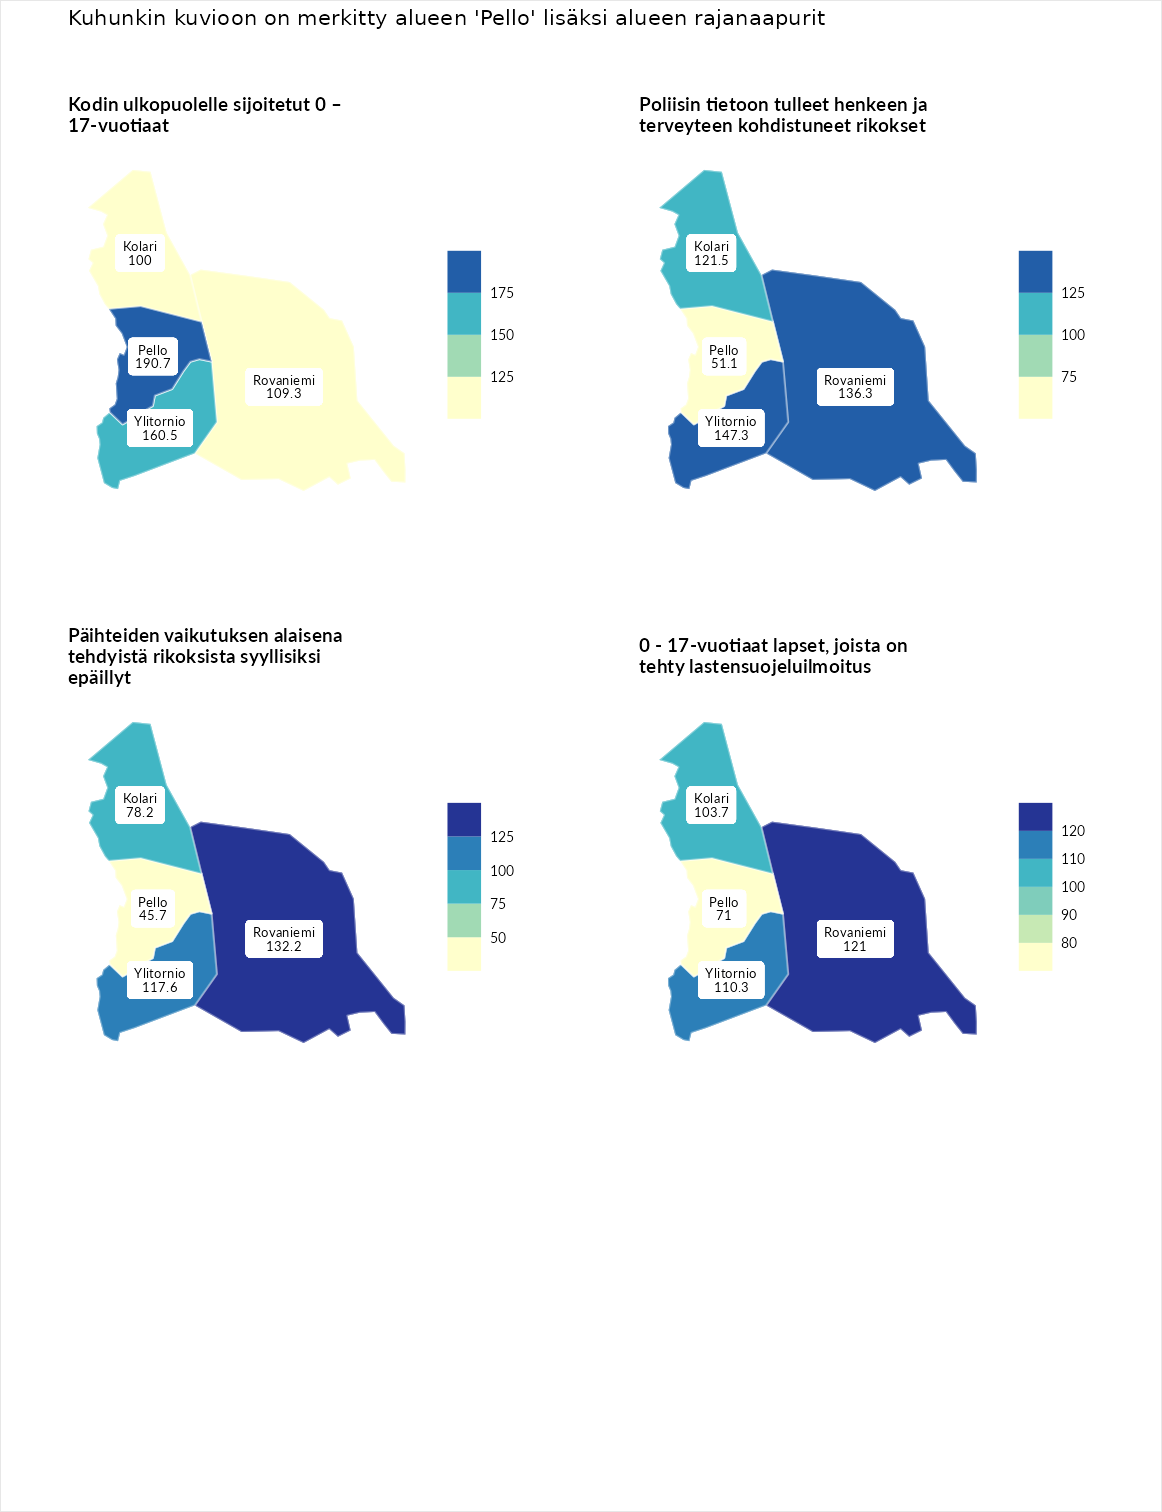 Kuhunkin kuvioon on merkitty alueen 'Pello' lisäksi alueen rajanaapurit
Kodin ulkopuolelle sijoitetut 0 –
17-vuotiaat
Kolari
100
Pello
190.7
Rovaniemi
109.3
Ylitornio
160.5
175
150
125
Poliisin tietoon tulleet henkeen ja
terveyteen kohdistuneet rikokset
Kolari
121.5
Pello
51.1
Rovaniemi
136.3
Ylitornio
147.3
125
100
75
Päihteiden vaikutuksen alaisena
tehdyistä rikoksista syyllisiksi
epäillyt
Kolari
78.2
Pello
45.7
Rovaniemi
132.2
Ylitornio
117.6
125
100
75
50
0 - 17-vuotiaat lapset, joista on
tehty lastensuojeluilmoitus
Kolari
103.7
Pello
71
Rovaniemi
121
Ylitornio
110.3
120
110
100
90
80